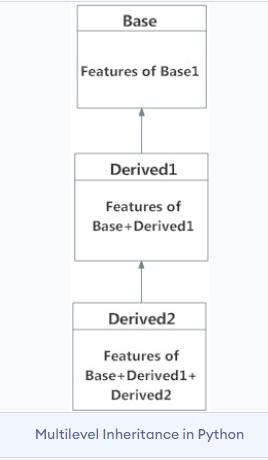 Base
Features of Base1
Derived1
Features of
Base+Derived1
Derived2
Features of
Base+Derived1+
Derived2
Multilevel Inheritance in Python